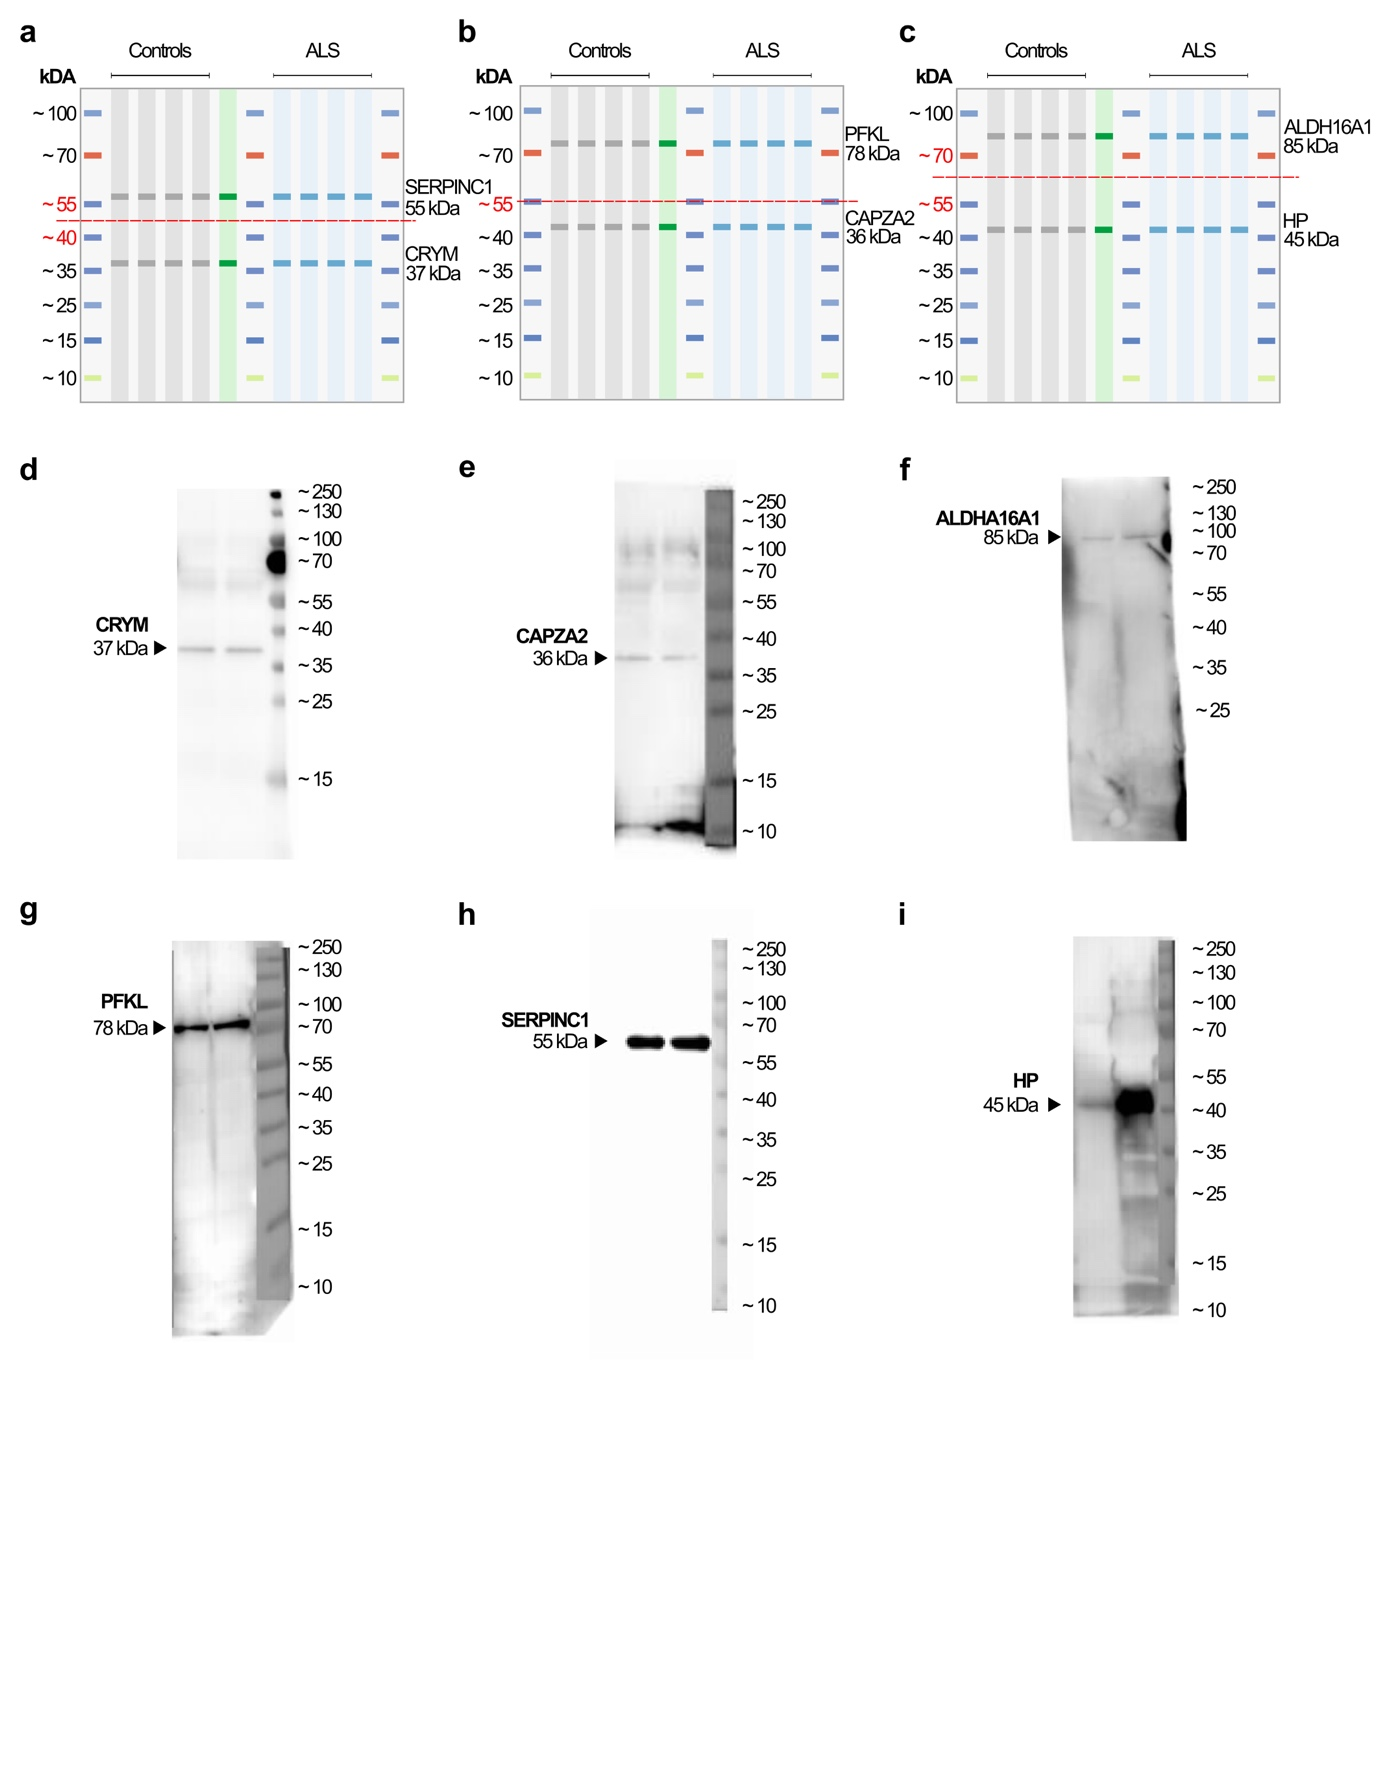 a
Controls
ALS
kDA
~ 100
~ 70
~ 55
~ 40
~ 35
~ 25
~ 15
~ 10
SERPINC1
55 kDa
CRYM
37 kDa
b
Controls
ALS
kDA
~ 100
~ 70
~ 55
~ 40
~ 35
~ 25
~ 15
~ 10
PFKL
78 kDa
CAPZA2
36 kDa
c
Controls
ALS
kDA
~ 100
~ 70
~ 55
~ 40
~ 35
~ 25
~ 15
~ 10
ALDH16A1
85 kDa
HP
45 kDa
d
CRYM
37 kDa
~ 250
~ 130
~ 100
~ 70
~ 55
~ 40
~ 35
~ 25
~ 15
e
CAPZA2
36 kDa
~ 250
~ 130
~ 100
~ 70
~ 55
~ 40
~ 35
~ 25
~ 15
~ 10
f
ALDHA16A1
85 kDa
~ 250
~ 130
~ 100
~ 70
~ 55
~ 40
~ 35
~ 25
g
PFKL
78 kDa
~ 250
~ 130
~ 100
~ 70
~ 55
~ 40
~ 35
~ 25
~ 15
~ 10
h
SERPINC1
55 kDa
~ 250
~ 130
~ 100
~ 70
~ 55
~ 40
~ 35
~ 25
~ 15
~ 10
i
HP
45 kDa
~ 250
~ 130
~ 100
~ 70
~ 55
~ 40
~ 35
~ 25
~ 15
~ 10